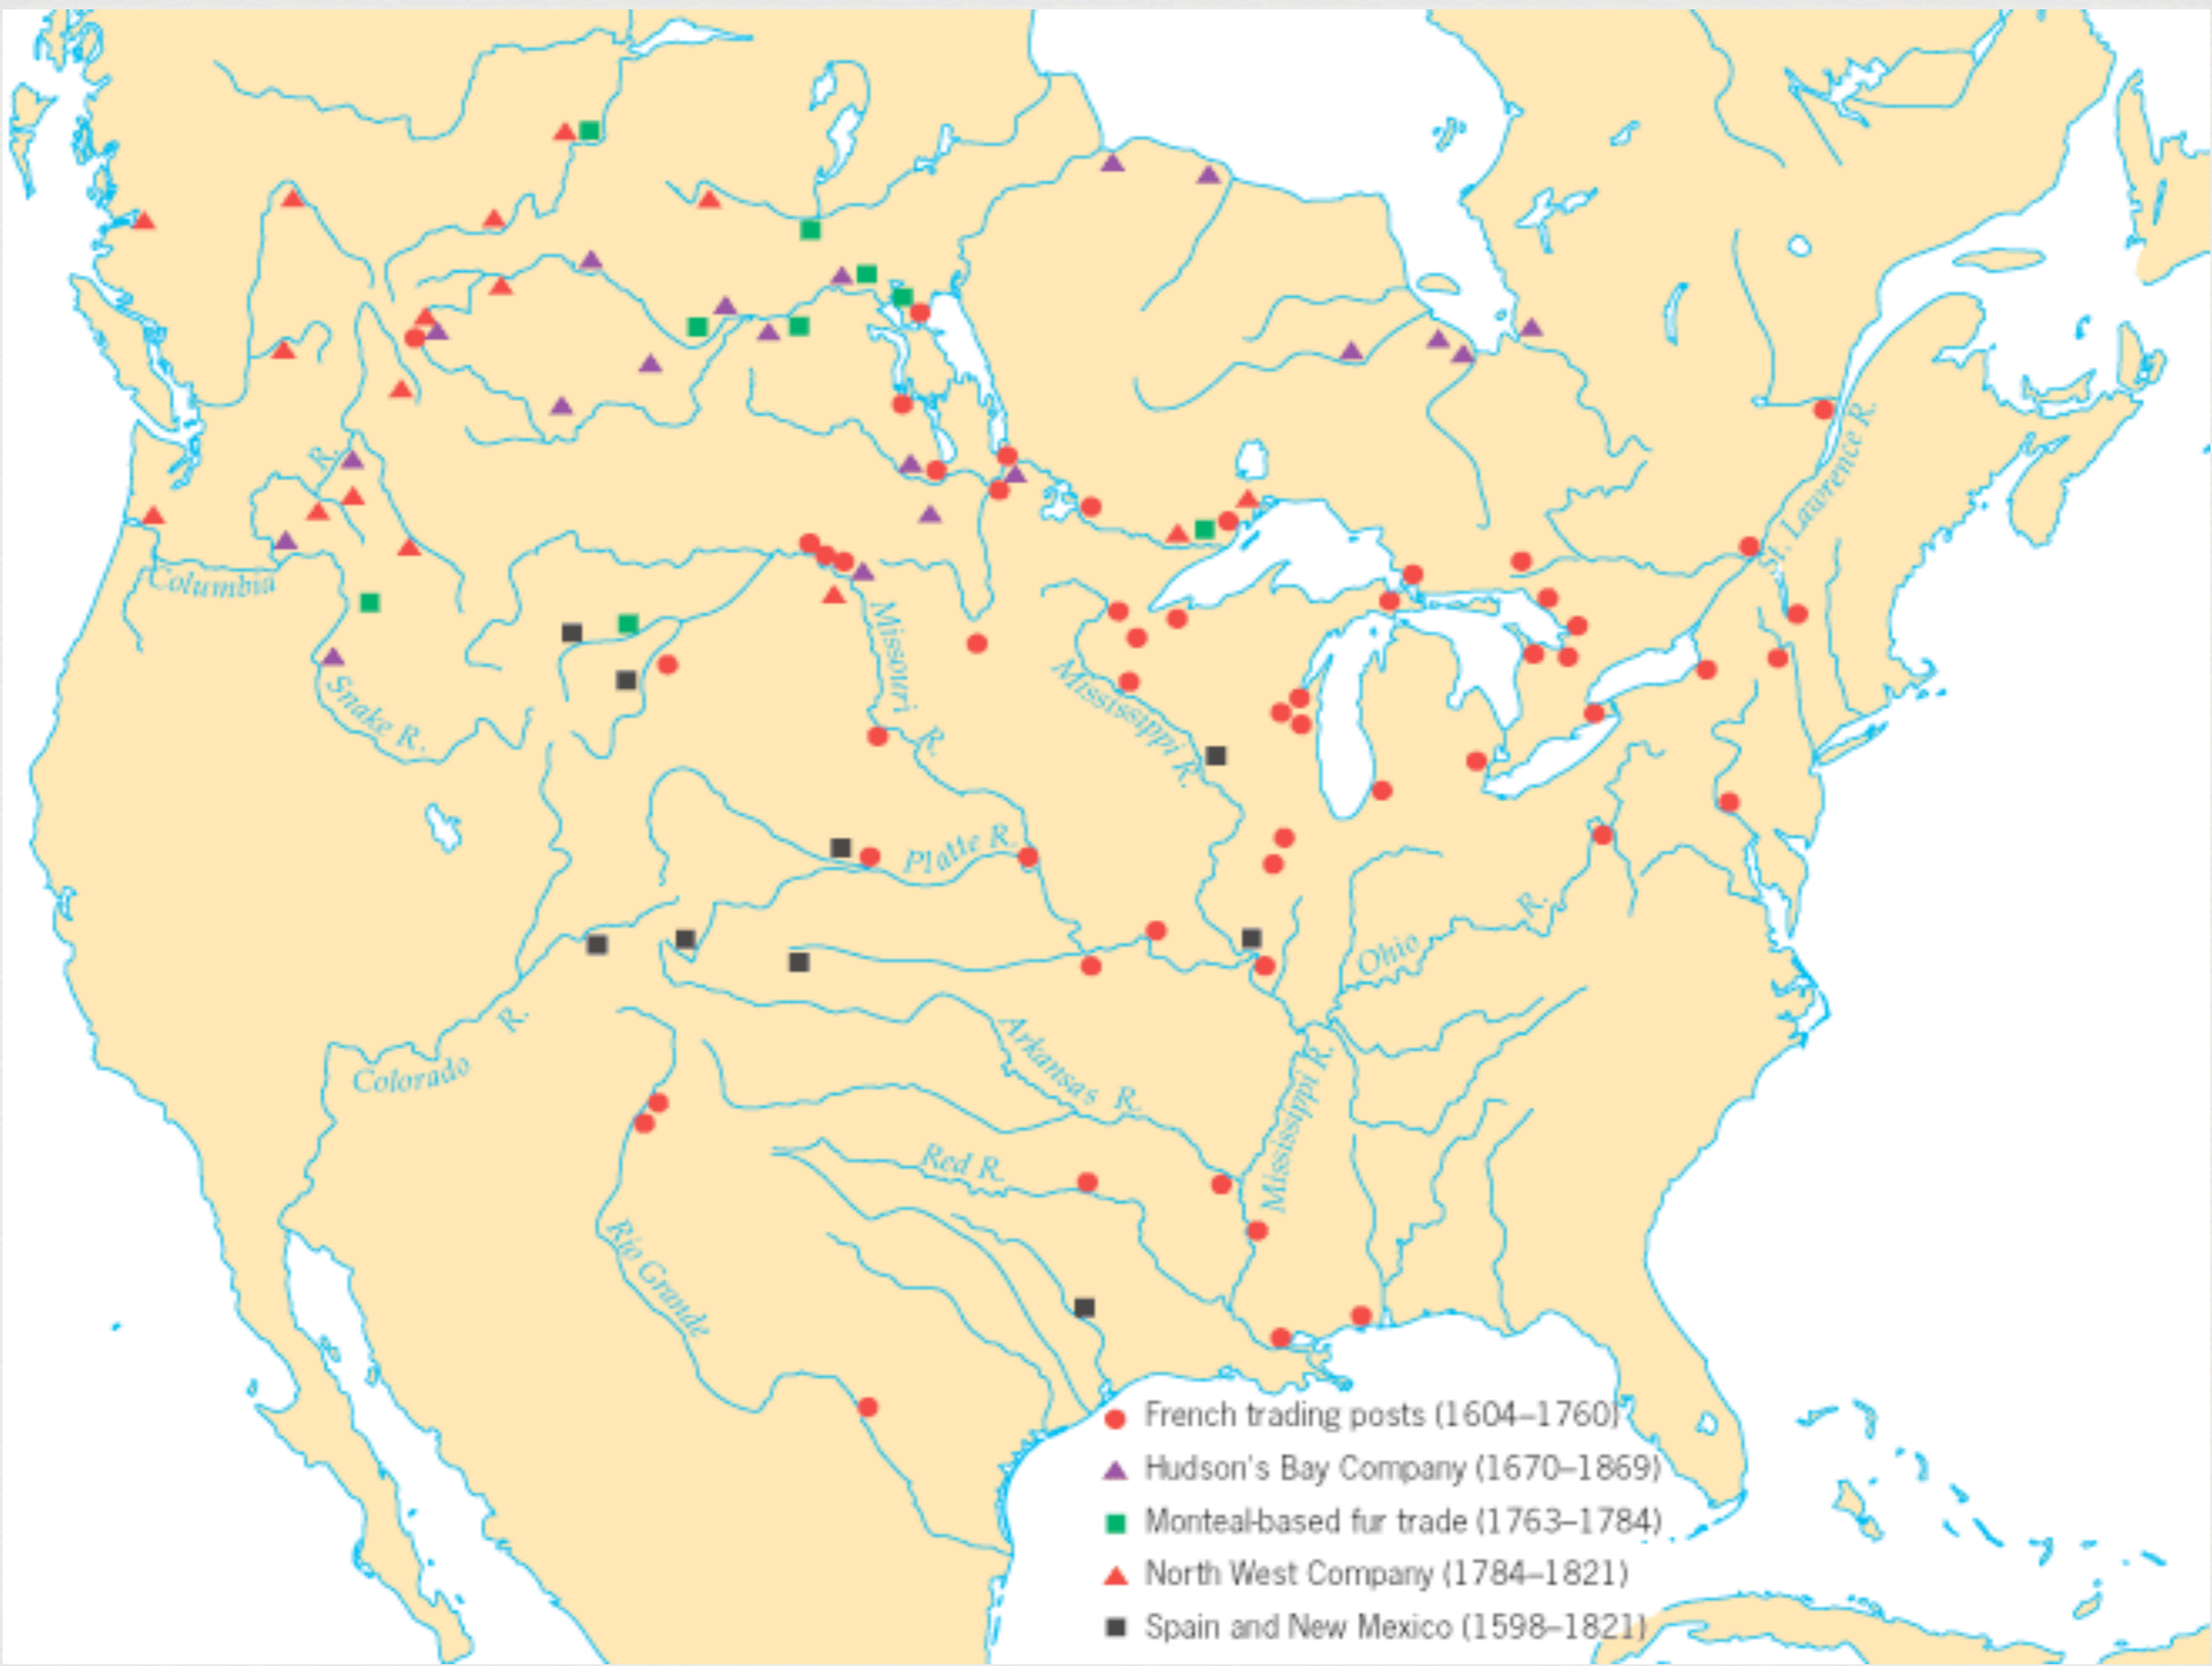 R.
Columbia
Snake R.
Missouri R.
Mississippi R.
St. Lawrence R.
Platte R.
Ohio R.
Colorado R.
Arkansas R.
Mississippi R.
Red R.
Rio Grande
French trading posts (1604–1760)
Hudson's Bay Company (1670–1869)
Monteal-based fur trade (1763–1784)
North West Company (1784–1821)
Spain and New Mexico (1598–1821)